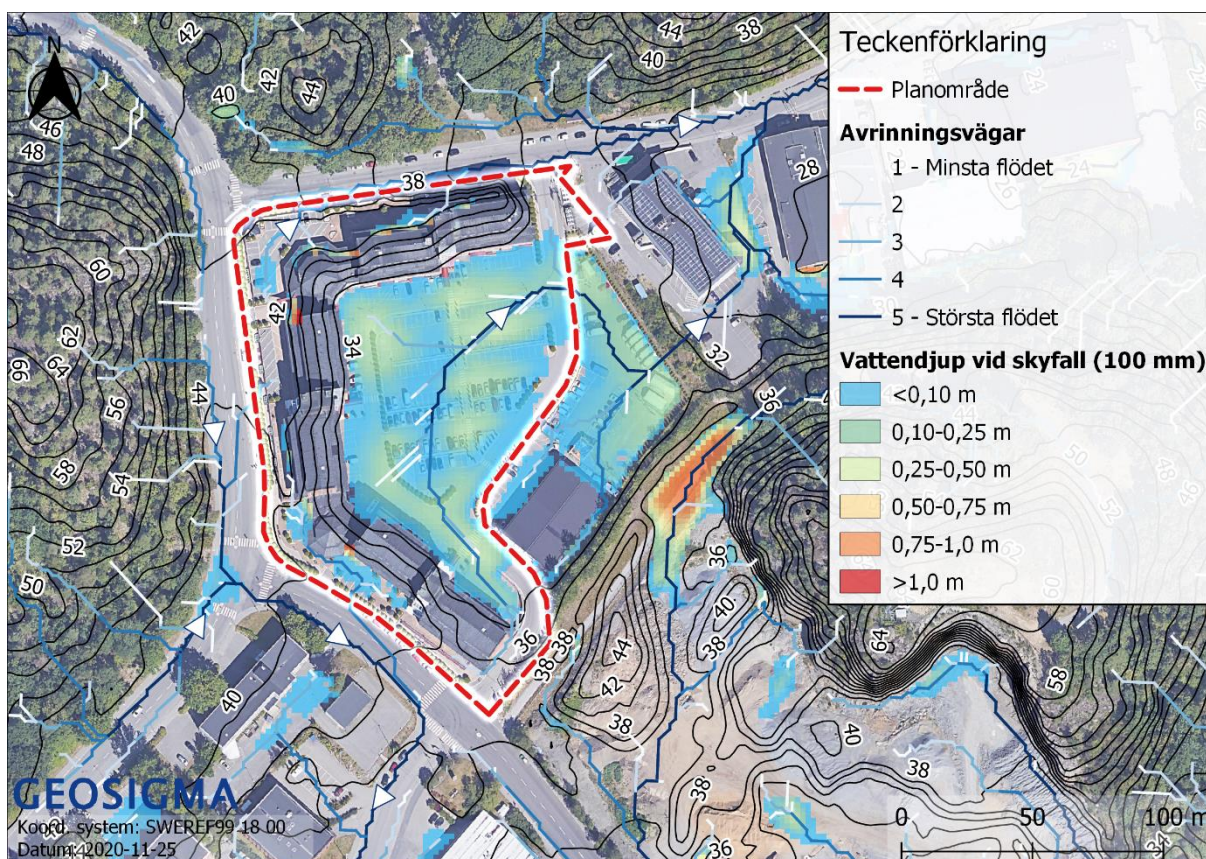 Teckenförklaring
Planområde
Avrinningsvägar
1 - Minsta flödet
2
3
4
5 - Största flödet
Vattendjup vid skyfall (100 mm)
<0,10 m
0,10-0,25 m
0,25-0,50 m
0,50-0,75 m
0,75-1,0 m
>1,0 m
N
42
42
44
40
46
48
38
44
40
38
28
60
62
64
66
56
58
54
52
50
44
42
34
32
36
36
40
38
44
42
38
38
36
38
40
64
58
40
38
38
36
34
GEOSIGMA
Koord. system: SWEREF99 18 00
Datum: 2020-11-25
0 50 100 m